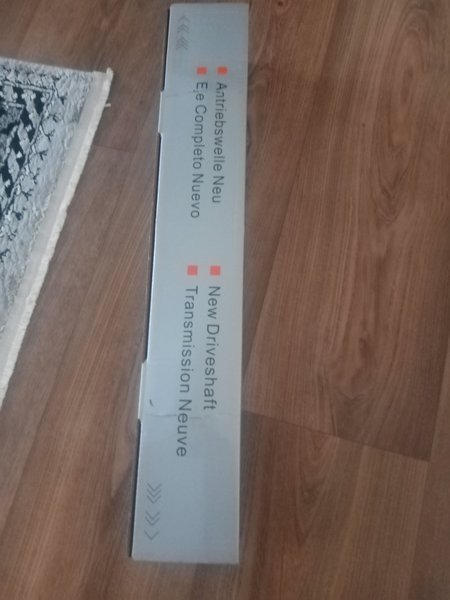 Antriebswelle Neu
Eje Completo Nuevo
New Driveshaft
Transmission Neuve